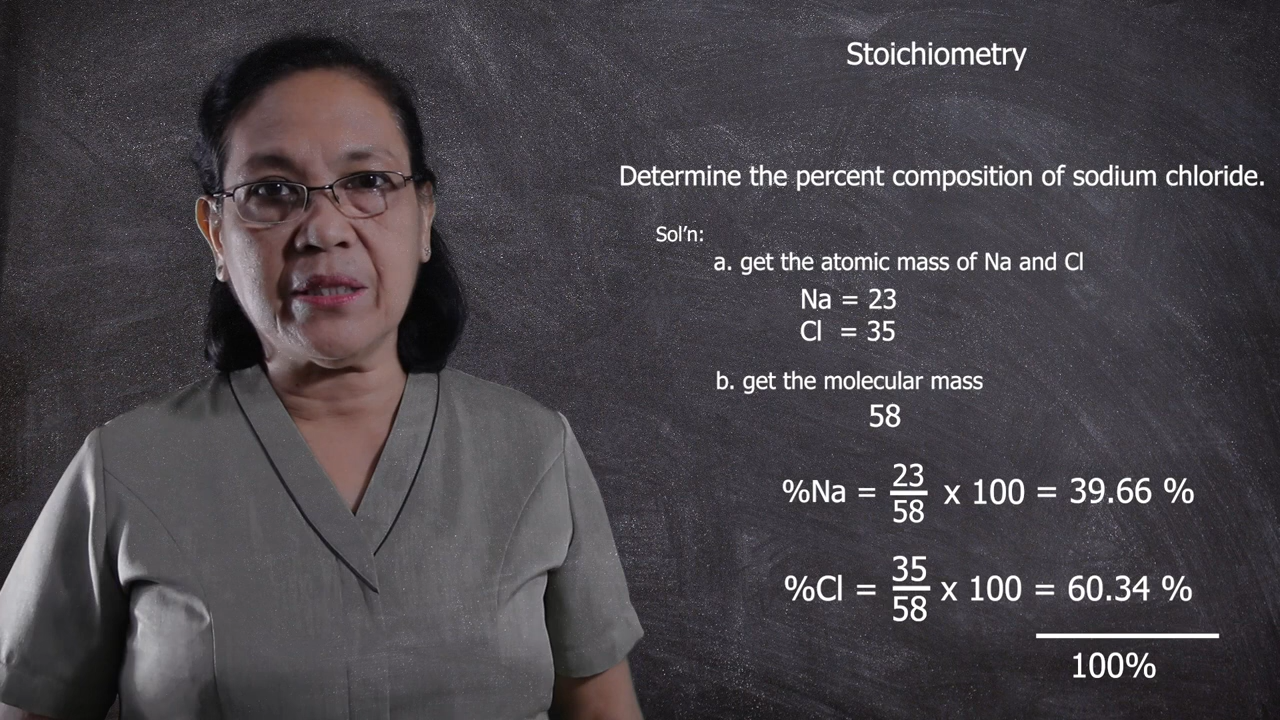 Stoichiometry
Determine the percent composition of sodium chloride.
Sol'n:
a. get the atomic mass of Na and Cl
Na = 23
Cl = 35
b. get the molecular mass
58
%Na = 23/58 x 100 = 39.66 %
%Cl = 35/58 x 100 = 60.34 %
100%